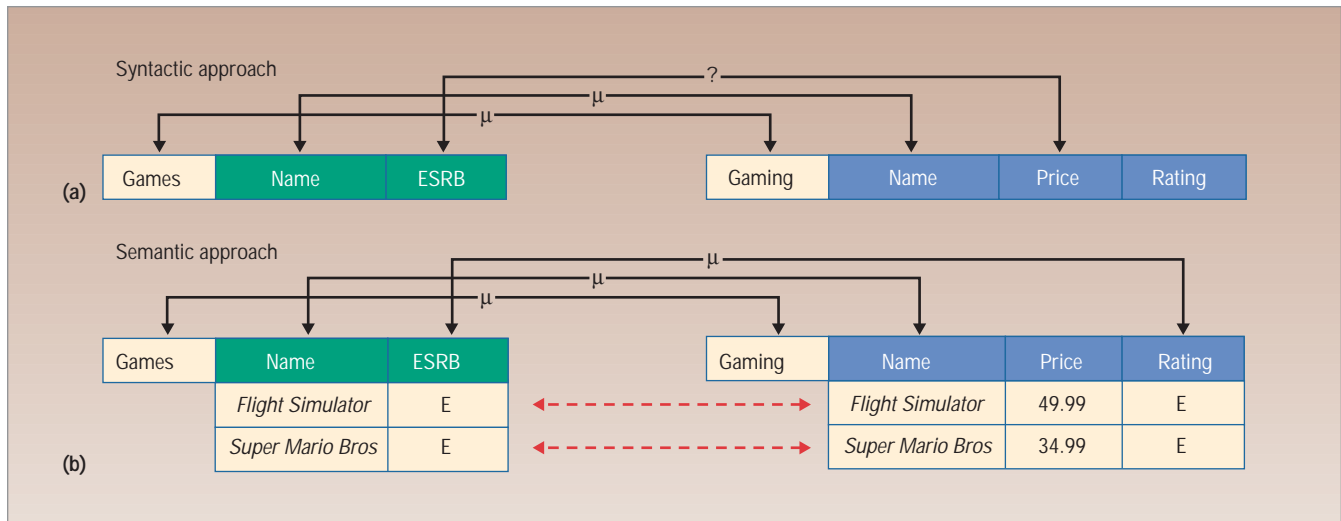 Syntactic approach
?
μ
μ
(a)
Games Name ESRB
Gaming Name Price Rating
Semantic approach
μ
μ
μ
Games Name ESRB
Gaming Name Price Rating
Flight Simulator E
Flight Simulator 49.99 E
Super Mario Bros E
Super Mario Bros 34.99 E
(b)